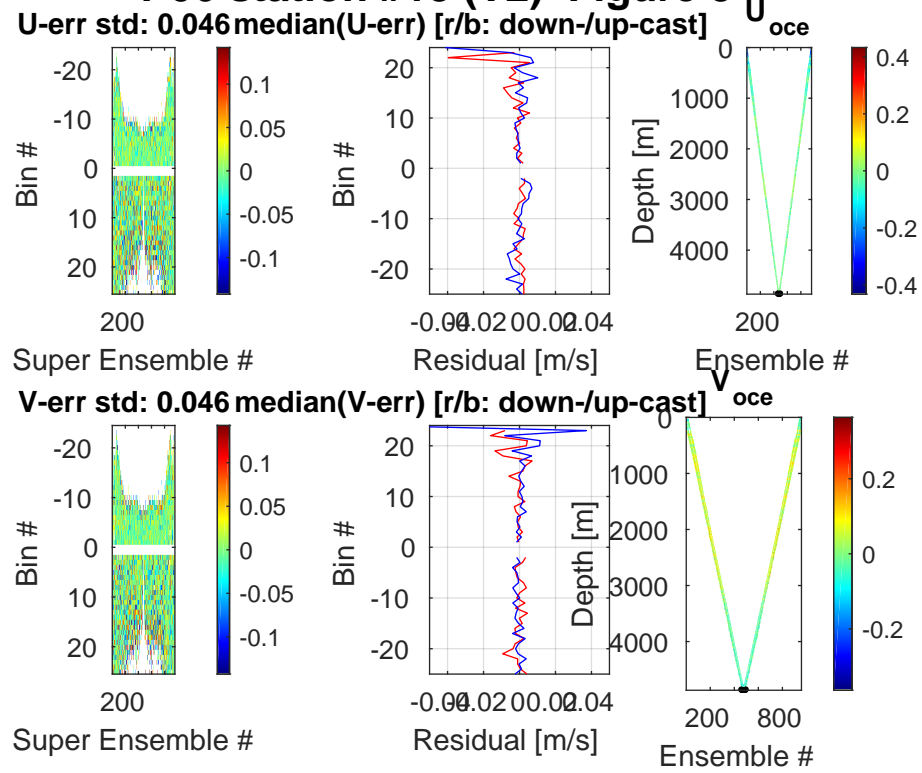 U-err std: 0.046
median(U-err) [r/b: down-/up-cast]
U oce
-20
-10
0
10
20
Bin #
200
Super Ensemble #
0.1
0.05
0
-0.05
-0.1
20
10
0
-10
-20
Bin #
Residual [m/s]
0
1000
2000
3000
4000
Depth [m]
200
Ensemble #
0.4
0.2
0
-0.2
-0.4
V-err std: 0.046
median(V-err) [r/b: down-/up-cast]
V oce
-20
-10
0
10
20
Bin #
200
Super Ensemble #
0.1
0.05
0
-0.05
-0.1
20
10
0
-10
-20
Bin #
Residual [m/s]
0
1000
2000
3000
4000
Depth [m]
200 800
Ensemble #
0.2
0
-0.2